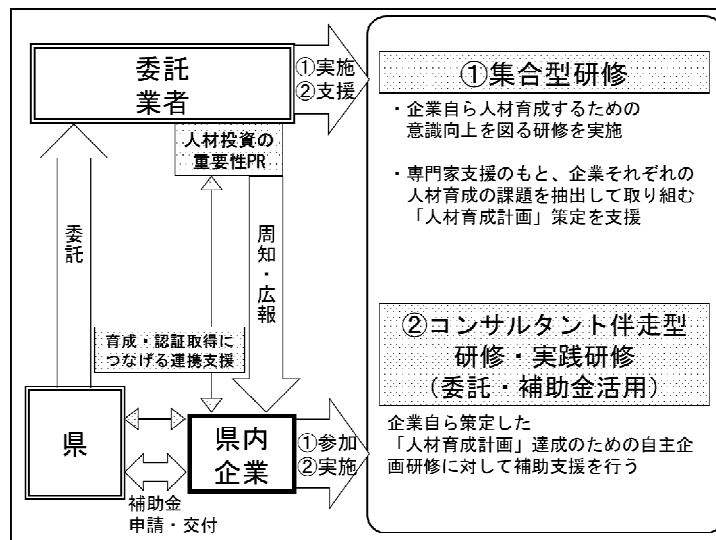 委託
業者
①実施
②支援
人材投資の
重要性PR
委託
周知・広報
育成・認証取得に
つなげる連携支援
県
県内
企業
①参加
②実施
補助金
申請・交付
①集合型研修
・企業自ら人材育成するための
意識向上を図る研修を実施
・専門家支援のもと、企業それぞれの
人材育成の課題を抽出して取り組む
「人材育成計画」策定を支援
②コンサルタント伴走型
研修・実践研修
（委託・補助金活用）
企業自ら策定した
「人材育成計画」達成のための自主企
画研修に対して補助支援を行う